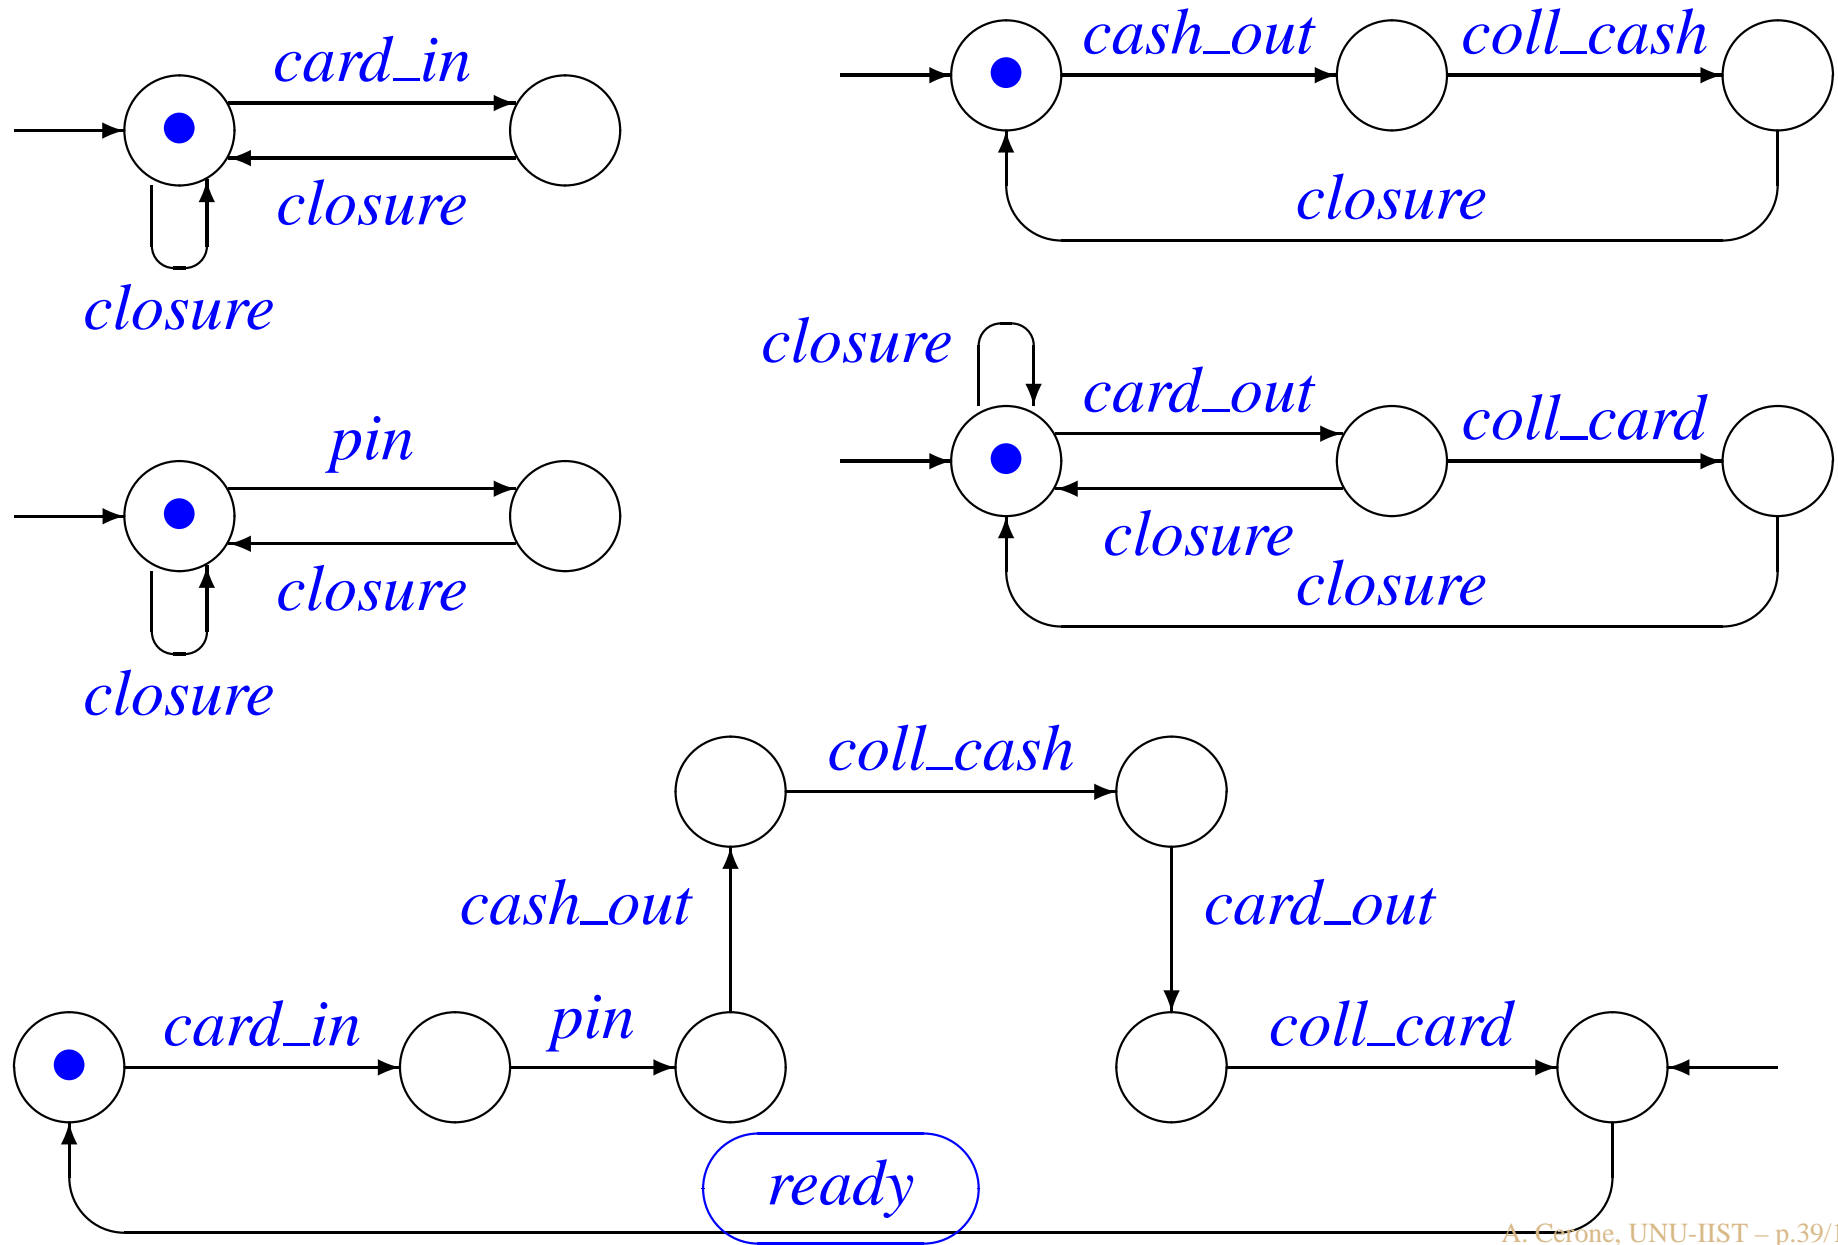 card_in
closure
closure
cash_out
coll_cash
closure
pin
closure
closure
closure
card_out
coll_card
closure
closure
coll_cash
cash_out
card_out
card_in
pin
coll_card
ready
A. Cerone, UNU-IIST – p.39/1